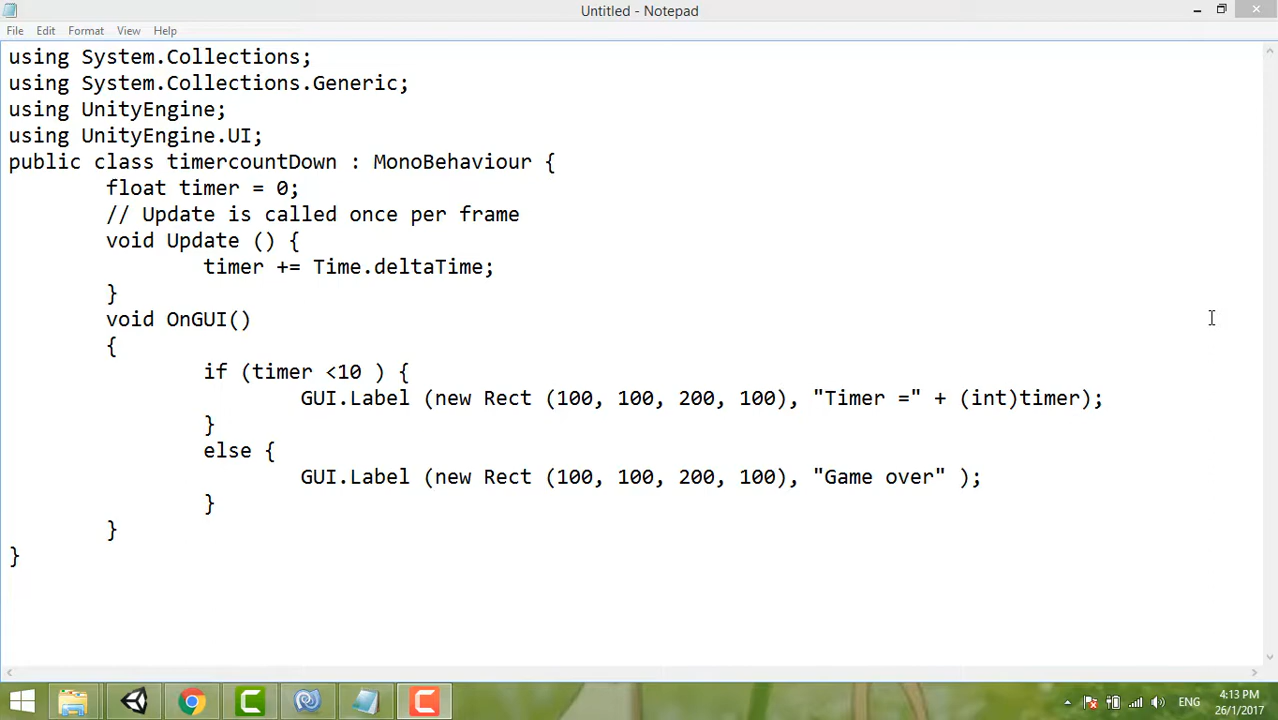 Untitled - Notepad
File Edit Format View Help
using System.Collections;
using System.Collections.Generic;
using UnityEngine;
using UnityEngine.UI;
public class timercountDown : MonoBehaviour {
float timer = 0;
// Update is called once per frame
void Update () {
timer += Time.deltaTime;
}
void OnGUI()
{
if (timer <10 ) {
GUI.Label (new Rect (100, 100, 200, 100), "Timer =" + (int)timer);
}
else {
GUI.Label (new Rect (100, 100, 200, 100), "Game over" );
}
}
}
ENG
4:13 PM
26/1/2017